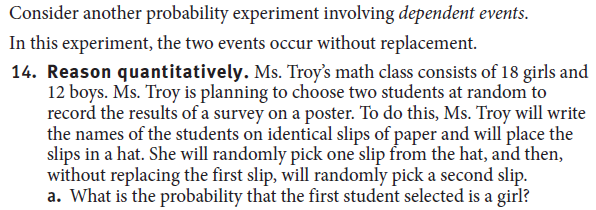 Consider another probability experiment involving dependent events.
In this experiment, the two events occur without replacement.
14. Reason quantitatively. Ms. Troy's math class consists of 18 girls and
12 boys. Ms. Troy is planning to choose two students at random to
record the results of a survey on a poster. To do this, Ms. Troy will write
the names of the students on identical slips of paper and will place the
slips in a hat. She will randomly pick one slip from the hat, and then,
without replacing the first slip, will randomly pick a second slip.
a. What is the probability that the first student selected is a girl?